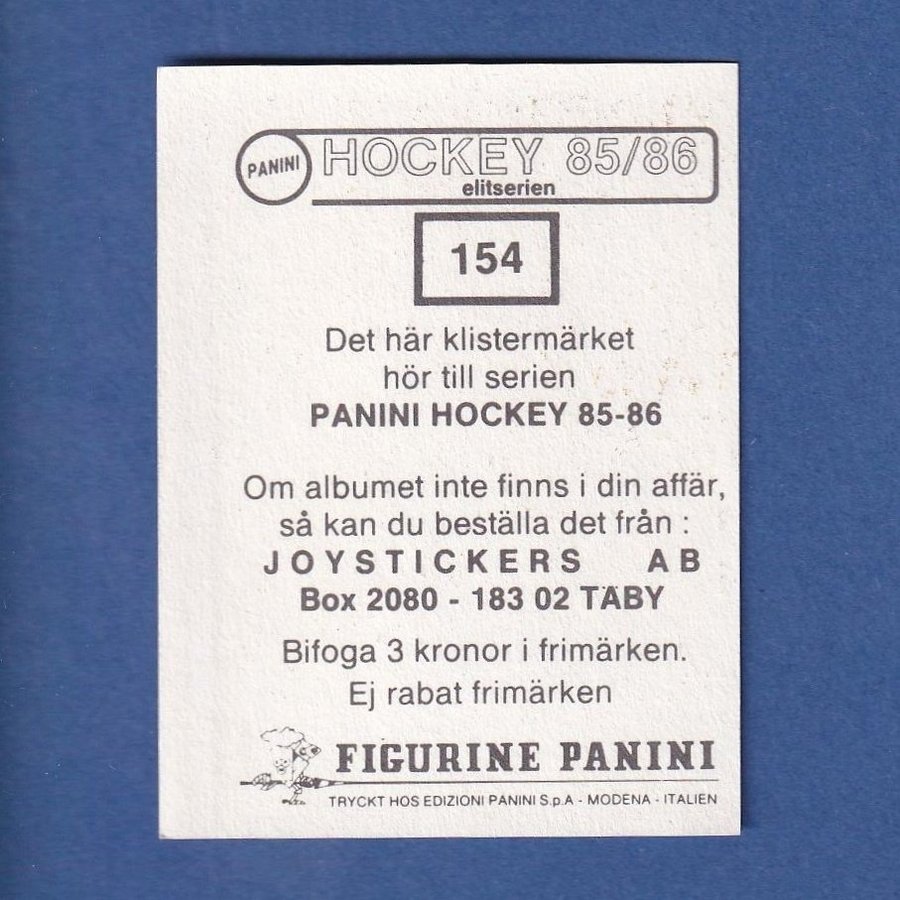 PANINI HOCKEY 85/86
elitserien
154
Det här klistermärket
hör till serien
PANINI HOCKEY 85-86
Om albumet inte finns i din affär,
så kan du beställa det från :
JOYSTICKERS AB
Box 2080 - 183 02 TÄBY
Bifoga 3 kronor i frimärken.
Ej rabat frimärken
FIGURINE PANINI
TRYCKT HOS EDIZIONI PANINI S.p.A - MODENA - ITALIEN